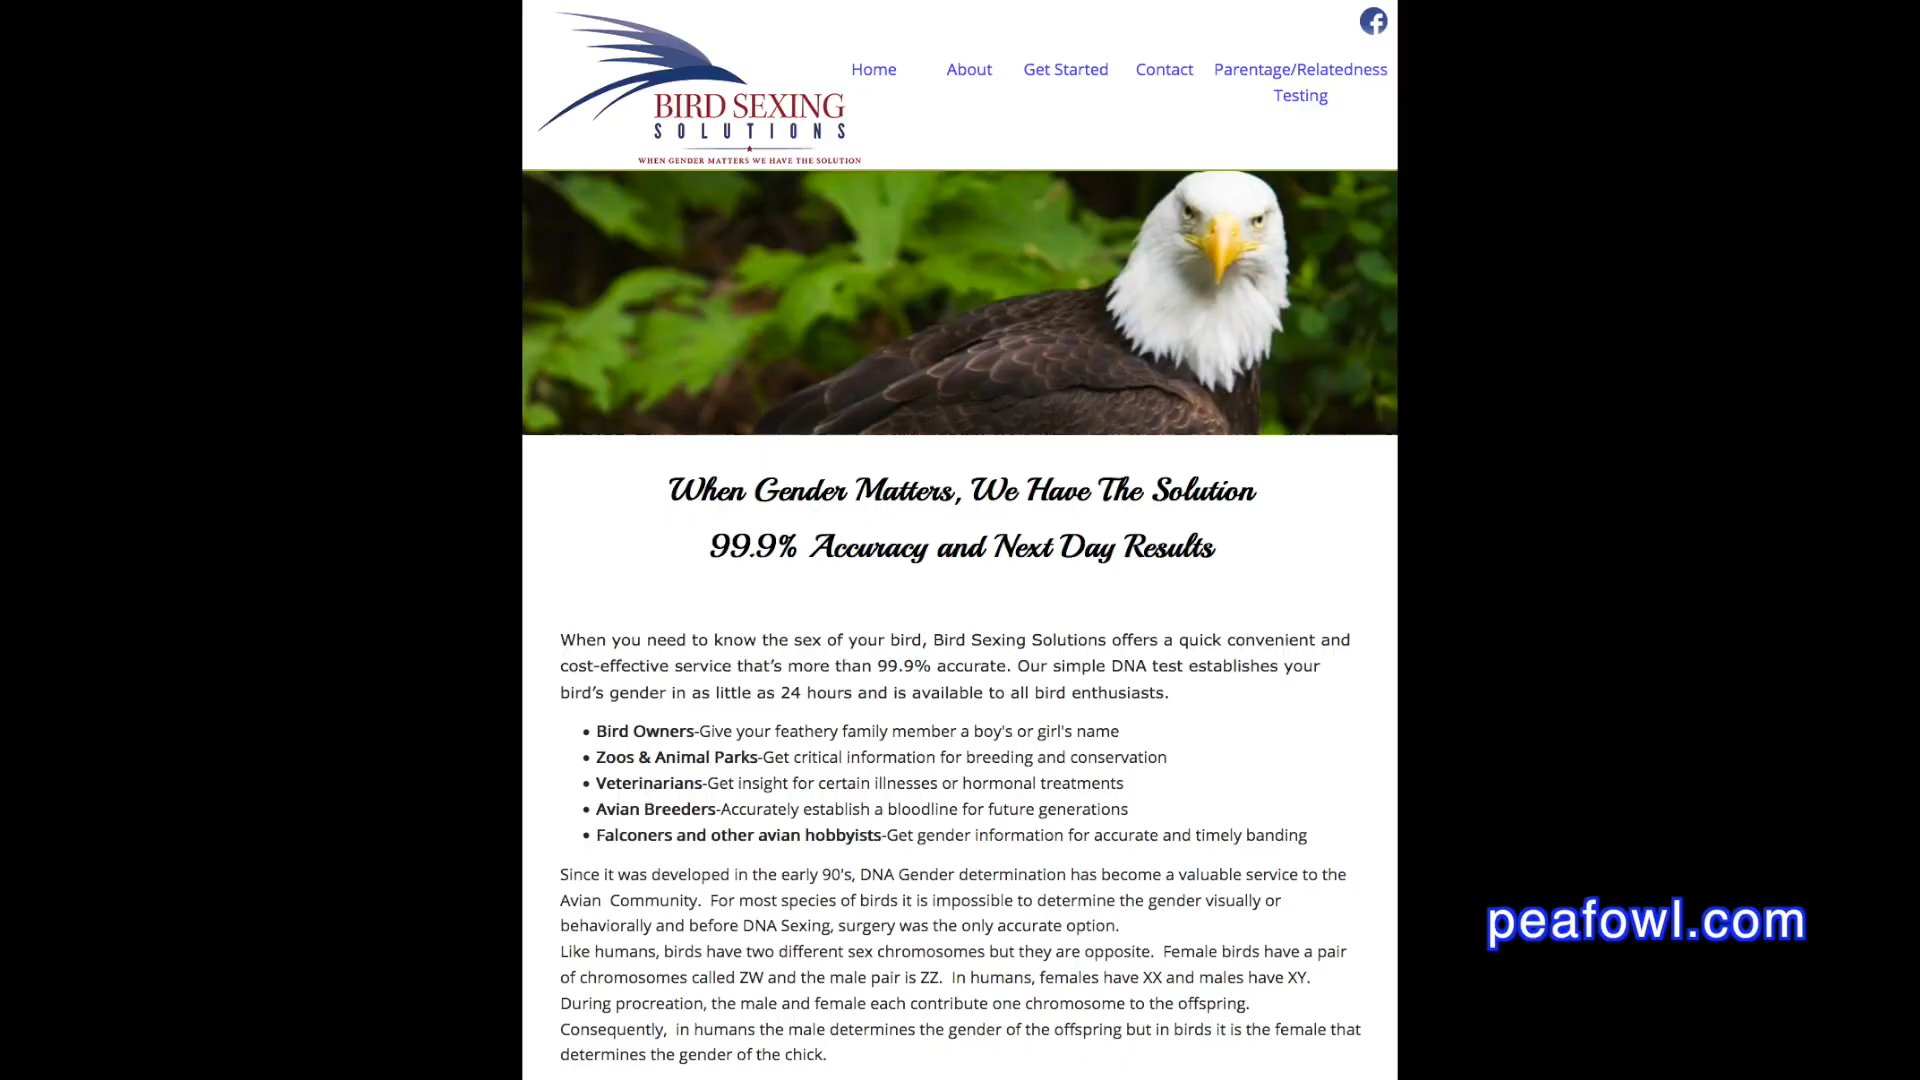 Home About Get Started Contact Parentage/Relatedness
Testing
BIRD SEXING
SOLUTIONS
WHEN GENDER MATTERS WE HAVE THE SOLUTION
When Gender Matters, We Have The Solution
99.9% Accuracy and Next Day Results
When you need to know the sex of your bird, Bird Sexing Solutions offers a quick convenient and
cost-effective service that’s more than 99.9% accurate. Our simple DNA test establishes your
bird’s gender in as little as 24 hours and is available to all bird enthusiasts.
• Bird Owners-Give your feathery family member a boy's or girl's name
• Zoos & Animal Parks-Get critical information for breeding and conservation
• Veterinarians-Get insight for certain illnesses or hormonal treatments
• Avian Breeders-Accurately establish a bloodline for future generations
• Falconers and other avian hobbyists-Get gender information for accurate and timely banding
Since it was developed in the early 90's, DNA Gender determination has become a valuable service to the
Avian  Community.  For most species of birds it is impossible to determine the gender visually or
behaviorally and before DNA Sexing, surgery was the only accurate option.
Like humans, birds have two different sex chromosomes but they are opposite.  Female birds have a pair
of chromosomes called ZW and the male pair is ZZ.  In humans, females have XX and males have XY.
During procreation, the male and female each contribute one chromosome to the offspring.
Consequently,  in humans the male determines the gender of the offspring but in birds it is the female that
determines the gender of the chick.
peafowl.com